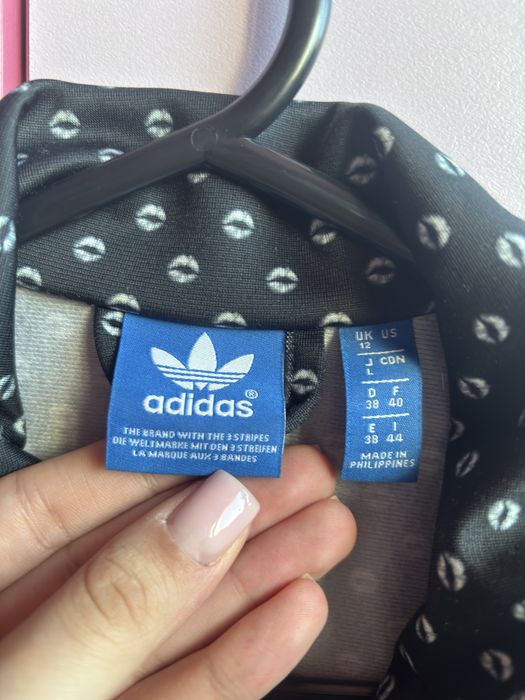 adidas®
THE BRAND WITH THE 3 STRIPES
DIE WELTMARKE MIT DEN 3 STREIFEN
LA MARQUE AUX 3 BANDES
UK US
12
J CDN
L
D F
38 40
E I
38 44
MADE IN
PHILIPPINES